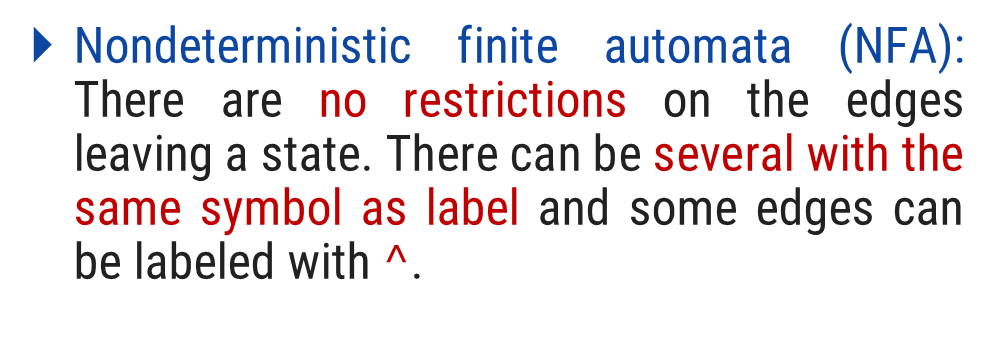 Nondeterministic finite automata (NFA):
There are no restrictions on the edges
leaving a state. There can be several with the
same symbol as label and some edges can
be labeled with ^.